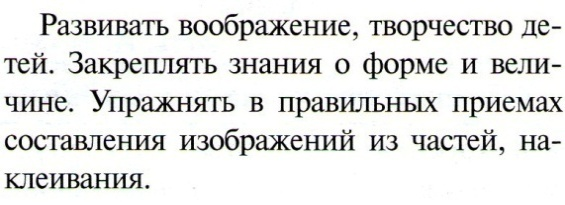 Развивать воображение, творчество де-
тей. Закреплять знания о форме и вели-
чине. Упражнять в правильных приемах
составления изображений из частей, на-
клеивания.